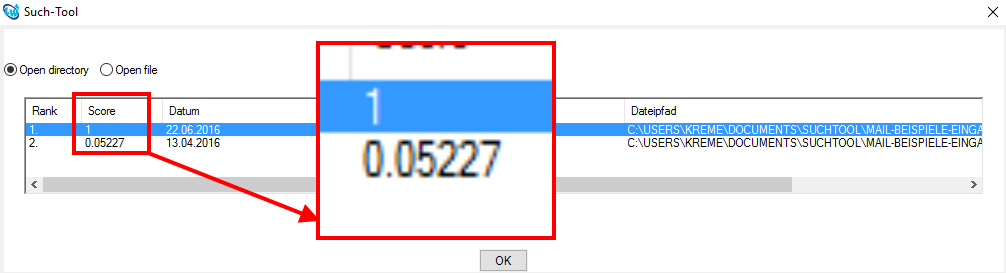 Such-Tool
Open directory Open file
Rank Score Datum Dateipfad
1. 1 22.06.2016 C:\USERS\KREME\DOCUMENTS\SUCHTOOL\MAIL-BEISPIELE-EINGA
2. 0.05227 13.04.2016 C:\USERS\KREME\DOCUMENTS\SUCHTOOL\MAIL-BEISPIELE-EINGA
1
0.05227
OK